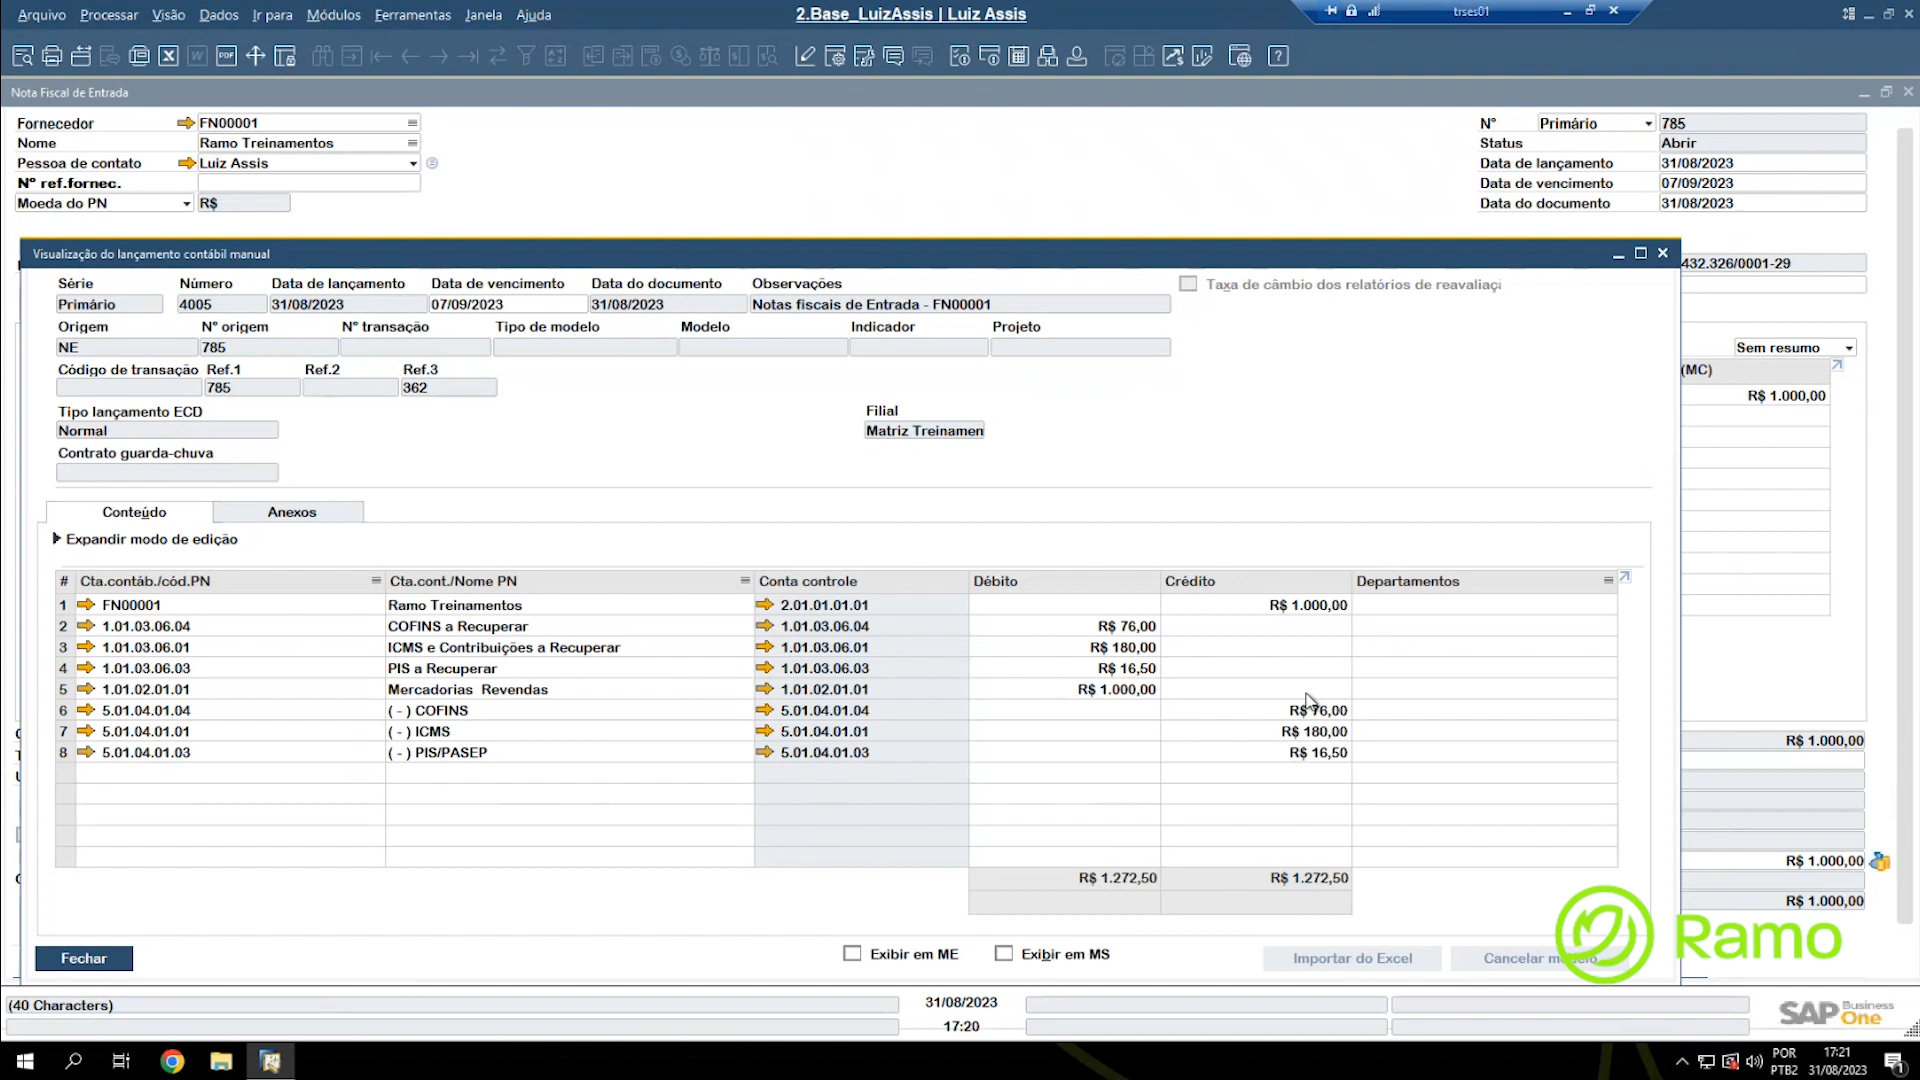 Arquivo Processar Visão Dados Ir para Módulos Ferramentas Janela Ajuda
2.Base_LuizAssis | Luiz Assis
trses01
Nota Fiscal de Entrada
Fornecedor FN00001
Nome Ramo Treinamentos
Pessoa de contato Luiz Assis
Nº ref.fornec.
Moeda do PN R$
Nº Primário 785
Status Abrir
Data de lançamento 31/08/2023
Data de vencimento 07/09/2023
Data do documento 31/08/2023
432.326/0001-29
Visualização do lançamento contábil manual
Série Número Data de lançamento Data de vencimento Data do documento Observações
Primário 4005 31/08/2023 07/09/2023 31/08/2023 Notas fiscais de Entrada - FN00001
Taxa de câmbio dos relatórios de reavaliaçi
Origem Nº origem Nº transação Tipo de modelo Modelo Indicador Projeto
NE 785
Código de transação Ref.1 Ref.2 Ref.3
785 362
Tipo lançamento ECD Filial
Normal Matriz Treinamen
Contrato guarda-chuva
Sem resumo
(MC)
R$ 1.000,00
Conteúdo Anexos
Expandir modo de edição
# Cta.contáb./cód.PN Cta.cont./Nome PN Conta controle Débito Crédito Departamentos
1 FN00001 Ramo Treinamentos 2.01.01.01.01 R$ 1.000,00
2 1.01.03.06.04 COFINS a Recuperar 1.01.03.06.04 R$ 76,00
3 1.01.03.06.01 ICMS e Contribuições a Recuperar 1.01.03.06.01 R$ 180,00
4 1.01.03.06.03 PIS a Recuperar 1.01.03.06.03 R$ 16,50
5 1.01.02.01.01 Mercadorias Revendas 1.01.02.01.01 R$ 1.000,00
6 5.01.04.01.04 ( - ) COFINS 5.01.04.01.04 R$ 76,00
7 5.01.04.01.01 ( - ) ICMS 5.01.04.01.01 R$ 180,00
8 5.01.04.01.03 ( - ) PIS/PASEP 5.01.04.01.03 R$ 16,50
R$ 1.272,50 R$ 1.272,50
R$ 1.000,00
R$ 1.000,00
R$ 1.000,00
Fechar
Exibir em ME Exibir em MS
Importar do Excel Cancelar modelo
Ramo
(40 Characters)
31/08/2023
17:20
SAP Business One
POR
PTB2
17:21
31/08/2023
1